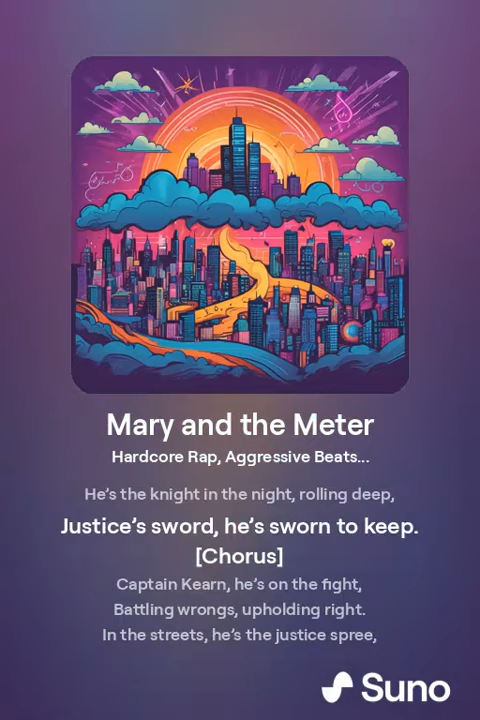 Mary and the Meter
Hardcore Rap, Aggressive Beats...
He's the knight in the night, rolling deep,
Justice's sword, he's sworn to keep.
[Chorus]
Captain Kearn, he's on the fight,
Battling wrongs, upholding right.
In the streets, he's the justice spree,
Suno